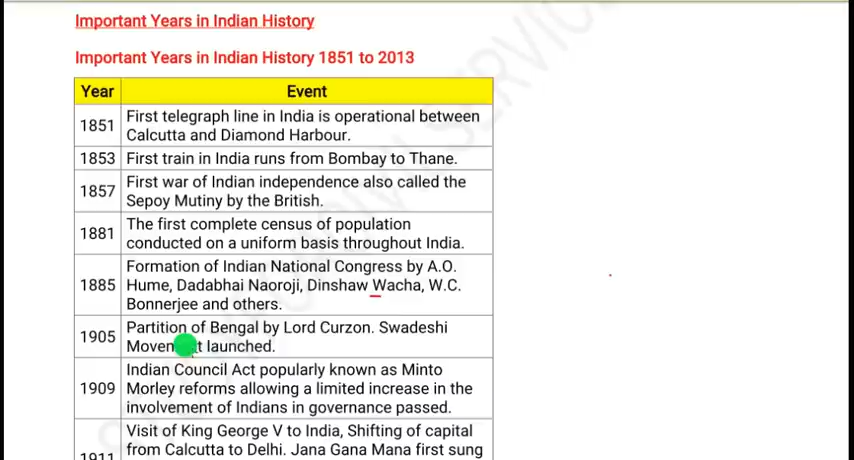 Important Years in Indian History
Important Years in Indian History 1851 to 2013
Year Event
1851 First telegraph line in India is operational between
Calcutta and Diamond Harbour.
1853 First train in India runs from Bombay to Thane.
1857 First war of Indian independence also called the
Sepoy Mutiny by the British.
1881 The first complete census of population
conducted on a uniform basis throughout India.
1885 Formation of Indian National Congress by A.O.
Hume, Dadabhai Naoroji, Dinshaw Wacha, W.C.
Bonnerjee and others.
1905 Partition of Bengal by Lord Curzon. Swadeshi
launched.
1909 Indian Council Act popularly known as Minto
Morley reforms allowing a limited increase in the
involvement of Indians in governance passed.
1911 Visit of King George V to India, Shifting of capital
from Calcutta to Delhi. Jana Gana Mana first sung